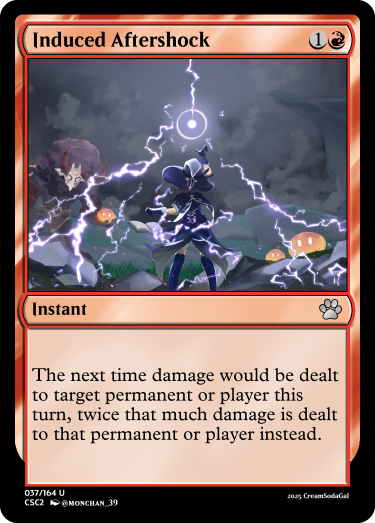 Induced Aftershock 1
Instant
The next time damage would be dealt
to target permanent or player this
turn, twice that much damage is dealt
to that permanent or player instead.
037/164 U
CSC2 @MONCHAN_39
2025 CreamSodaGal